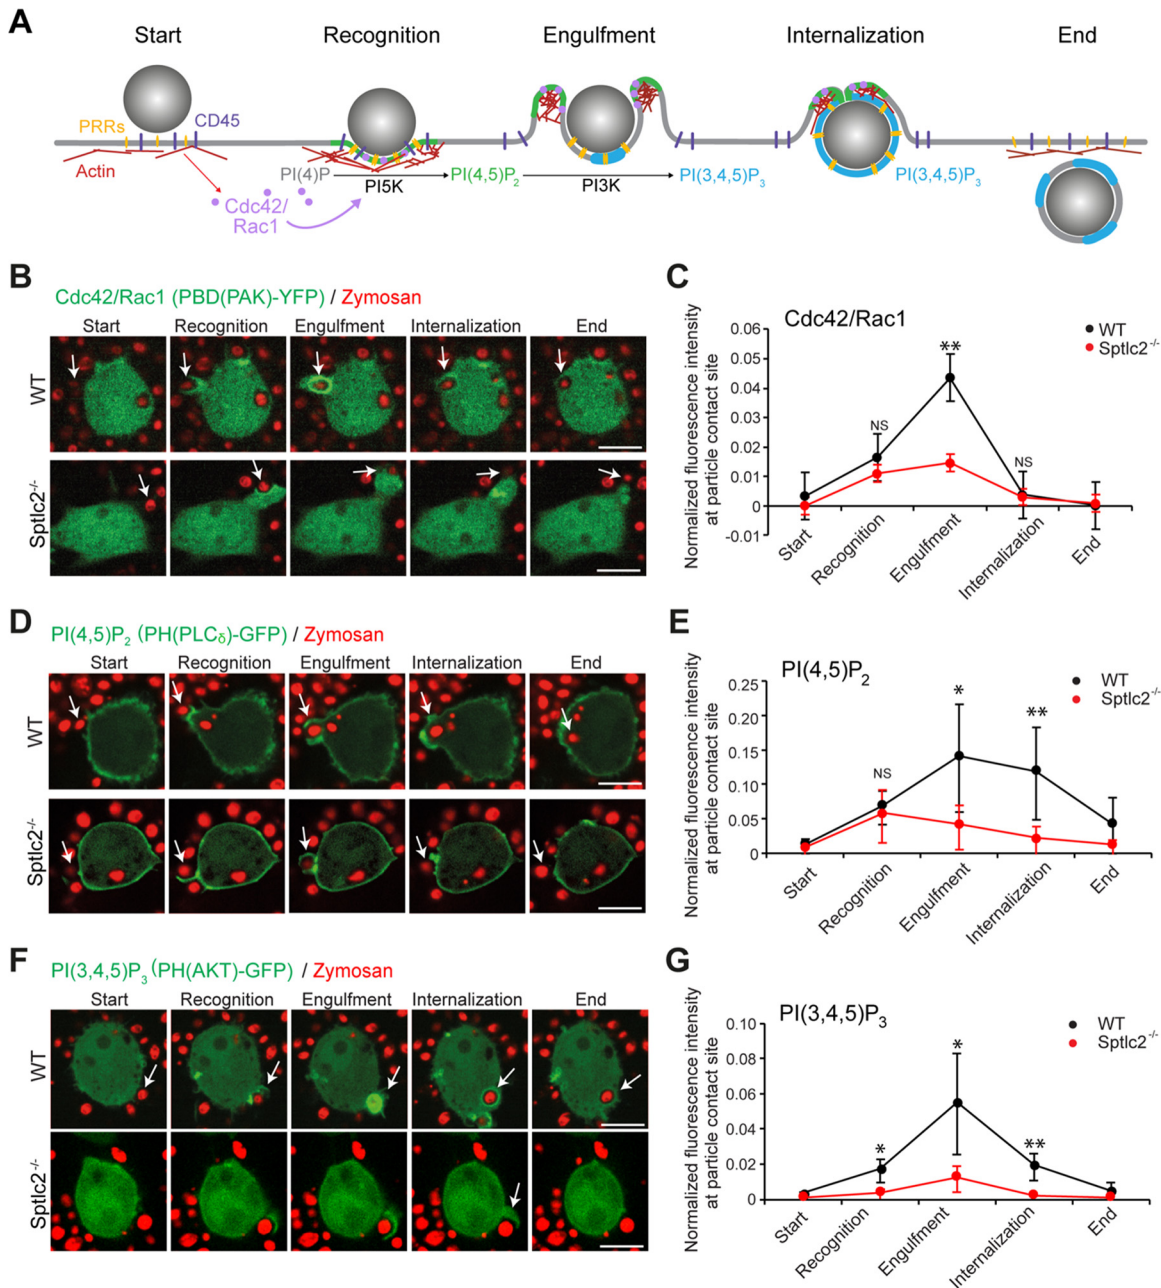 A
Start Recognition Engulfment Internalization End
PRRs CD45
Actin
PI(4)P PI5K PI(4,5)P2 PI3K PI(3,4,5)P3 PI(3,4,5)P3
Cdc42/
Rac1
B
Cdc42/Rac1 (PBD(PAK)-YFP) / Zymosan
Start Recognition Engulfment Internalization End
WT
Sptlc2-/-
C
Cdc42/Rac1
WT
Sptlc2-/-
Normalized fluorescence intensity
at particle contact site
0.06
0.05
0.04
0.03
0.02
0.01
0
-0.01
NS
**
NS
Start Recognition Engulfment Internalization End
D
PI(4,5)P2 (PH(PLCδ)-GFP) / Zymosan
Start Recognition Engulfment Internalization End
WT
Sptlc2-/-
E
PI(4,5)P2
WT
Sptlc2-/-
Normalized fluorescence intensity
at particle contact site
0.25
0.20
0.15
0.10
0.05
0
NS
*
**
Start Recognition Engulfment Internalization End
F
PI(3,4,5)P3 (PH(AKT)-GFP) / Zymosan
Start Recognition Engulfment Internalization End
WT
Sptlc2-/-
G
PI(3,4,5)P3
WT
Sptlc2-/-
Normalized fluorescence intensity
at particle contact site
0.10
0.08
0.06
0.04
0.02
0
*
*
**
Start Recognition Engulfment Internalization End